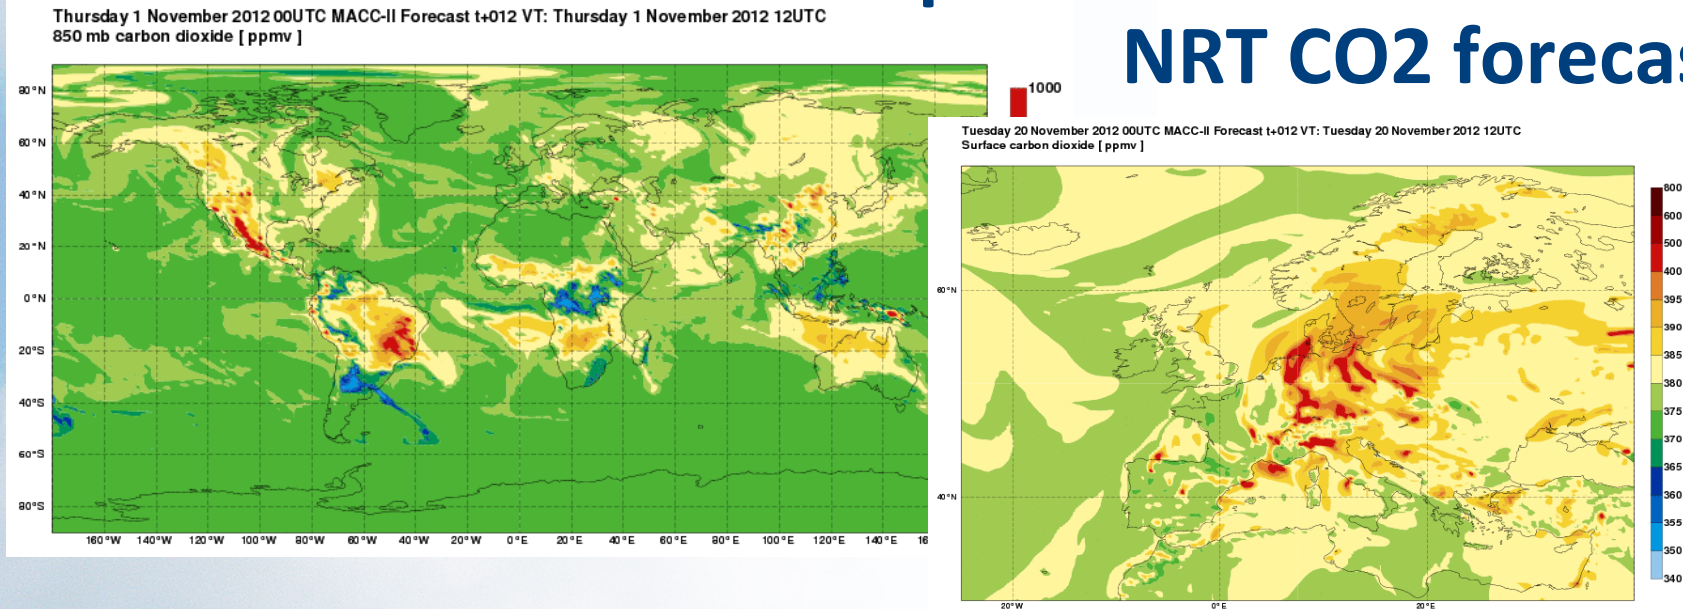 Thursday 1 November 2012 00UTC MACC-II Forecast t+012 VT: Thursday 1 November 2012 12UTC
850 mb carbon dioxide [ ppmv ]
NRT CO2 forecas
80°N
60°N
40°N
20°N
0°N
20°S
40°S
60°S
80°S
160°W 140°W 120°W 100°W 80°W 60°W 40°W 20°W 0°E 20°E 40°E 60°E 80°E 100°E 120°E 140°E 16
1000
Tuesday 20 November 2012 00UTC MACC-II Forecast t+012 VT: Tuesday 20 November 2012 12UTC
Surface carbon dioxide [ ppmv ]
60°N
40°N
20°W 0°E 20°E
800
600
500
400
395
390
385
380
375
370
365
360
355
350
340